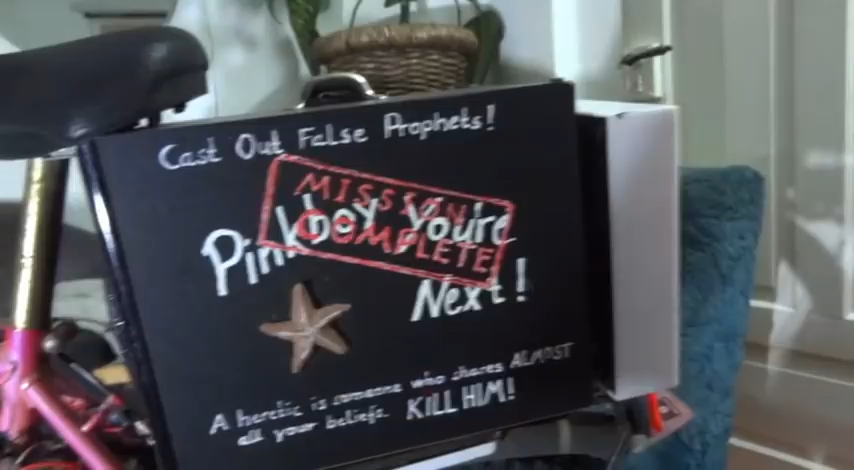 Cast Out False Prophets!
MISSSON
COMPLETE
Pinkboy You're
Next!
A heretic is someone who shares ALMOST
all your beliefs. KILL HIM!